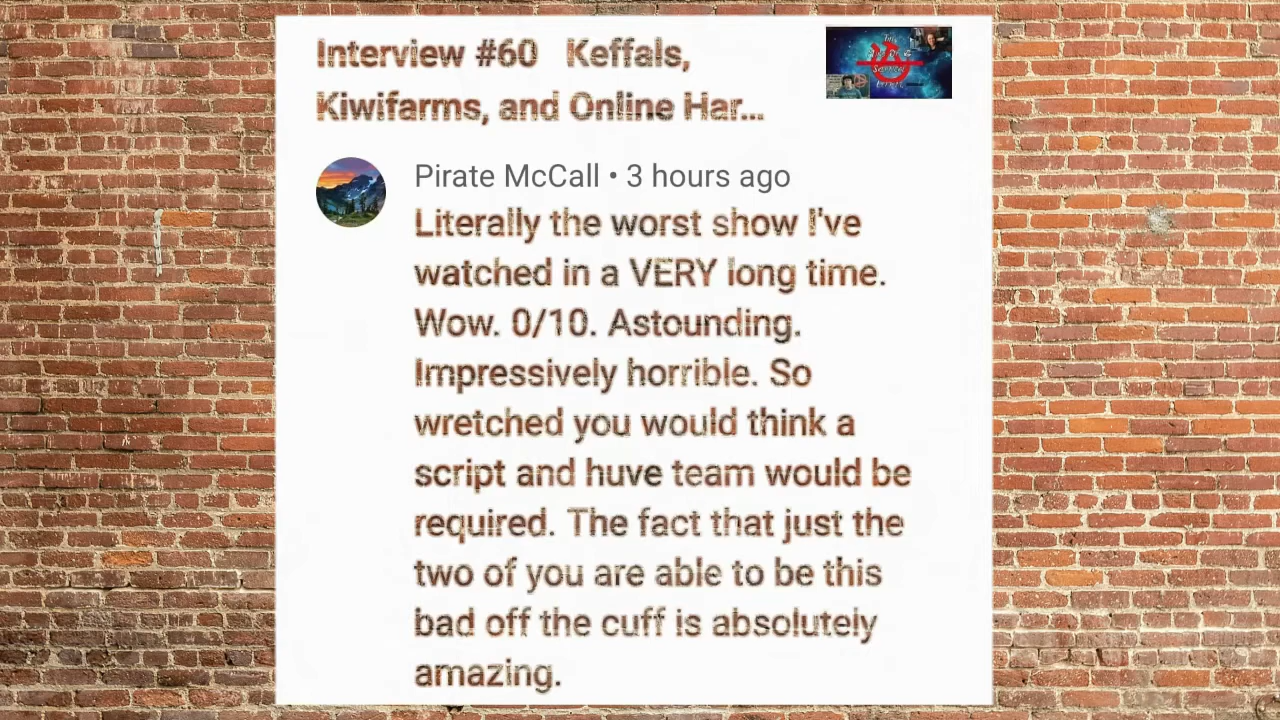 Interview #60 Keffals,
Kiwifarms, and Online Har...
Pirate McCall • 3 hours ago
Literally the worst show I've
watched in a VERY long time.
Wow. 0/10. Astounding.
Impressively horrible. So
wretched you would think a
script and huve team would be
required. The fact that just the
two of you are able to be this
bad off the cuff is absolutely
amazing.